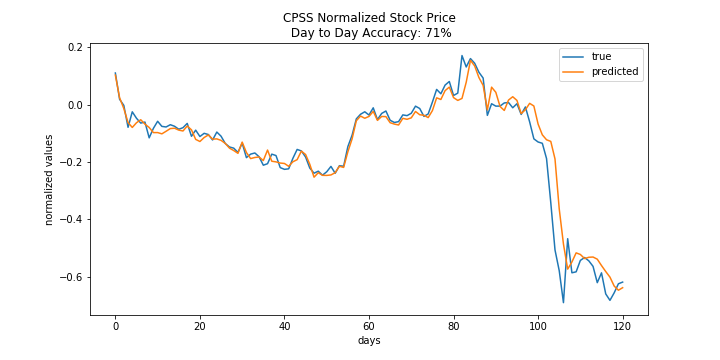 CPSS Normalized Stock Price
Day to Day Accuracy: 71%
true
predicted
normalized values
0.2
0.0
−0.2
−0.4
−0.6
0
20
40
60
80
100
120
days